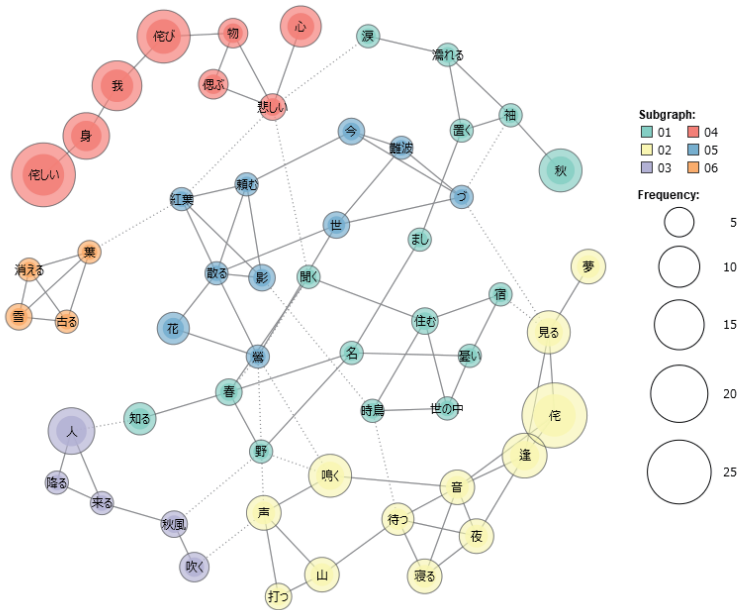 侘び
物
心
涙
濡れる
我
偲ぶ
悲しい
置く
袖
身
今
難波
秋
侘しい
紅葉
頼む
づ
世
まし
葉
消える
散る
影
聞く
夢
宿
雪
古る
花
住む
見る
鶯
名
憂い
春
時鳥
世の中
侘
知る
人
野
逢
降る
鳴く
音
来る
声
待つ
秋風
夜
吹く
山
寝る
打つ
Subgraph:
01 04
02 05
03 06
Frequency:
5
10
15
20
25